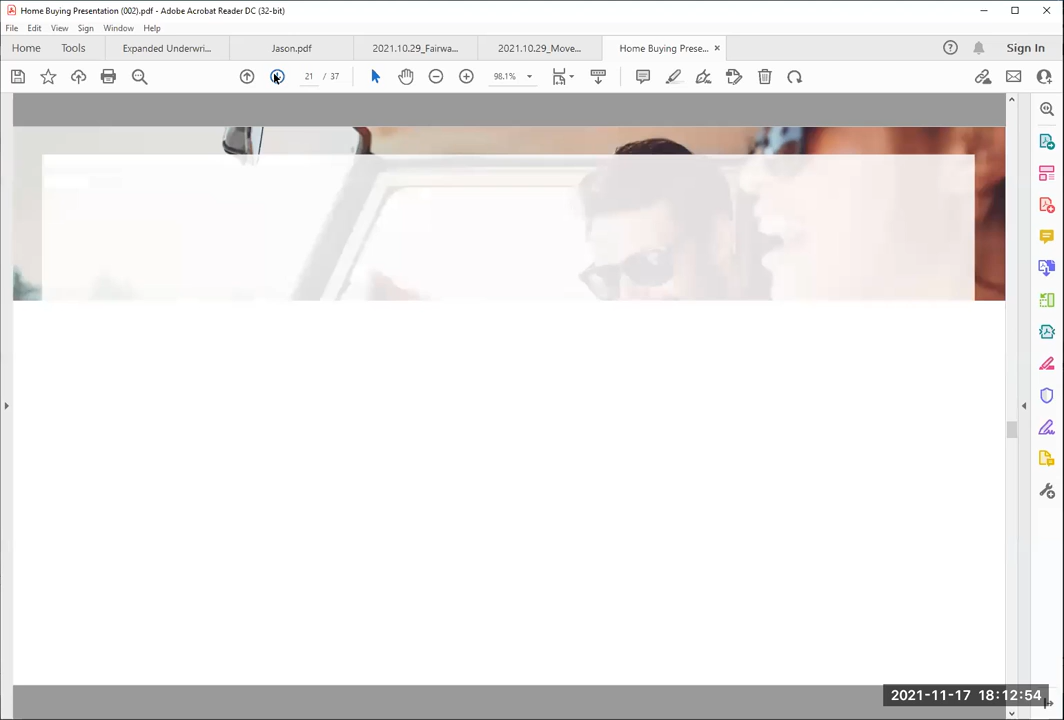 Home Buying Presentation (002).pdf - Adobe Acrobat Reader DC (32-bit)
File Edit View Sign Window Help
Home Tools Expanded Underwri... Jason.pdf 2021.10.29_Fairwa... 2021.10.29_Move... Home Buying Prese... × Sign In
21 / 37 98.1%
2021-11-17 18:12:54